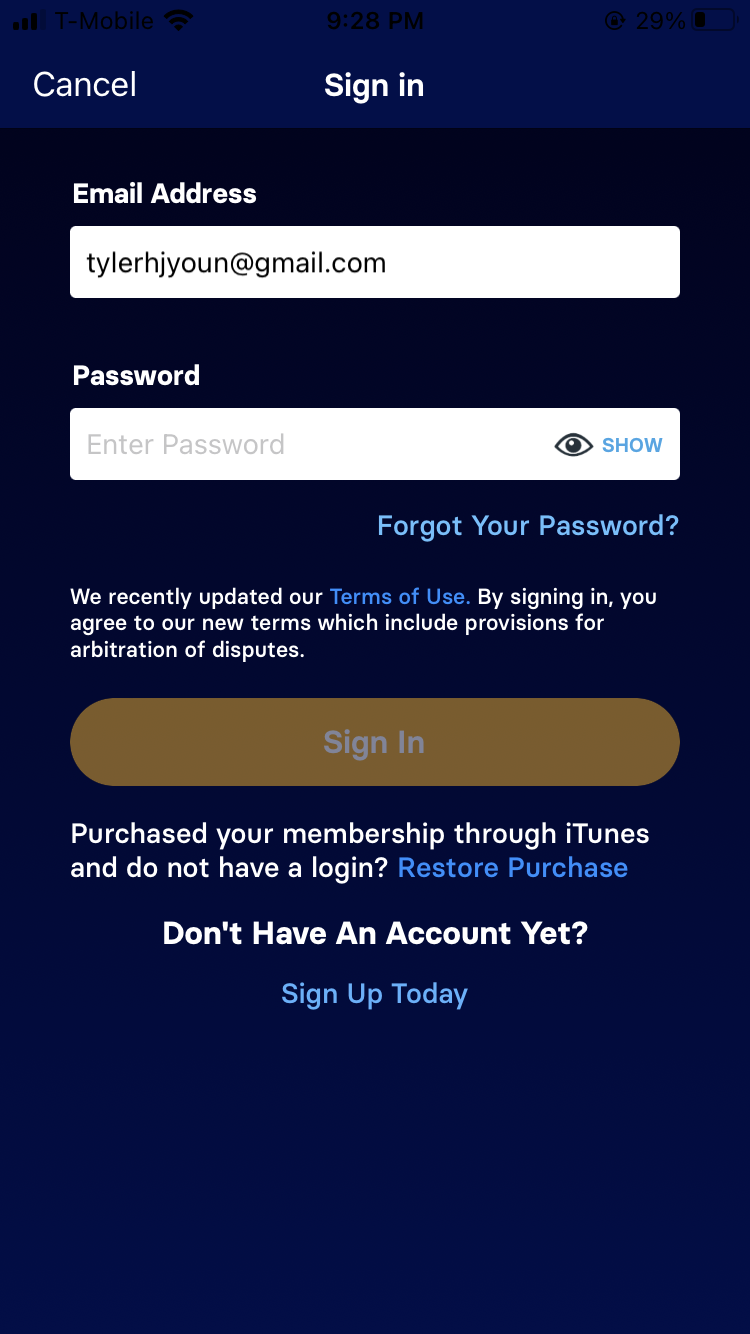 T-Mobile 9:28 PM 29%
Cancel Sign in
Email Address
tylerhjyoun@gmail.com
Password
Enter Password SHOW
Forgot Your Password?
We recently updated our Terms of Use. By signing in, you
agree to our new terms which include provisions for
arbitration of disputes.
Sign In
Purchased your membership through iTunes
and do not have a login? Restore Purchase
Don't Have An Account Yet?
Sign Up Today